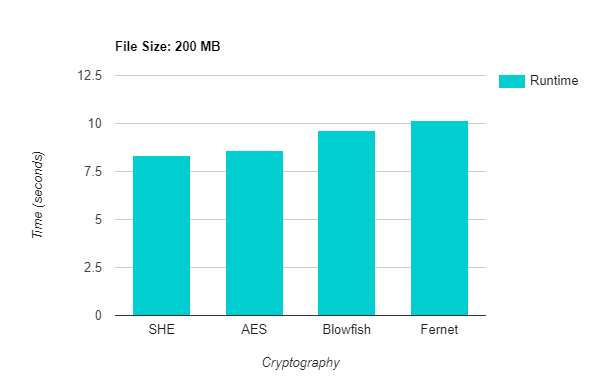 File Size: 200 MB
12.5
Runtime
10
7.5
5
2.5
0
Time (seconds)
SHE AES Blowfish Fernet
Cryptography